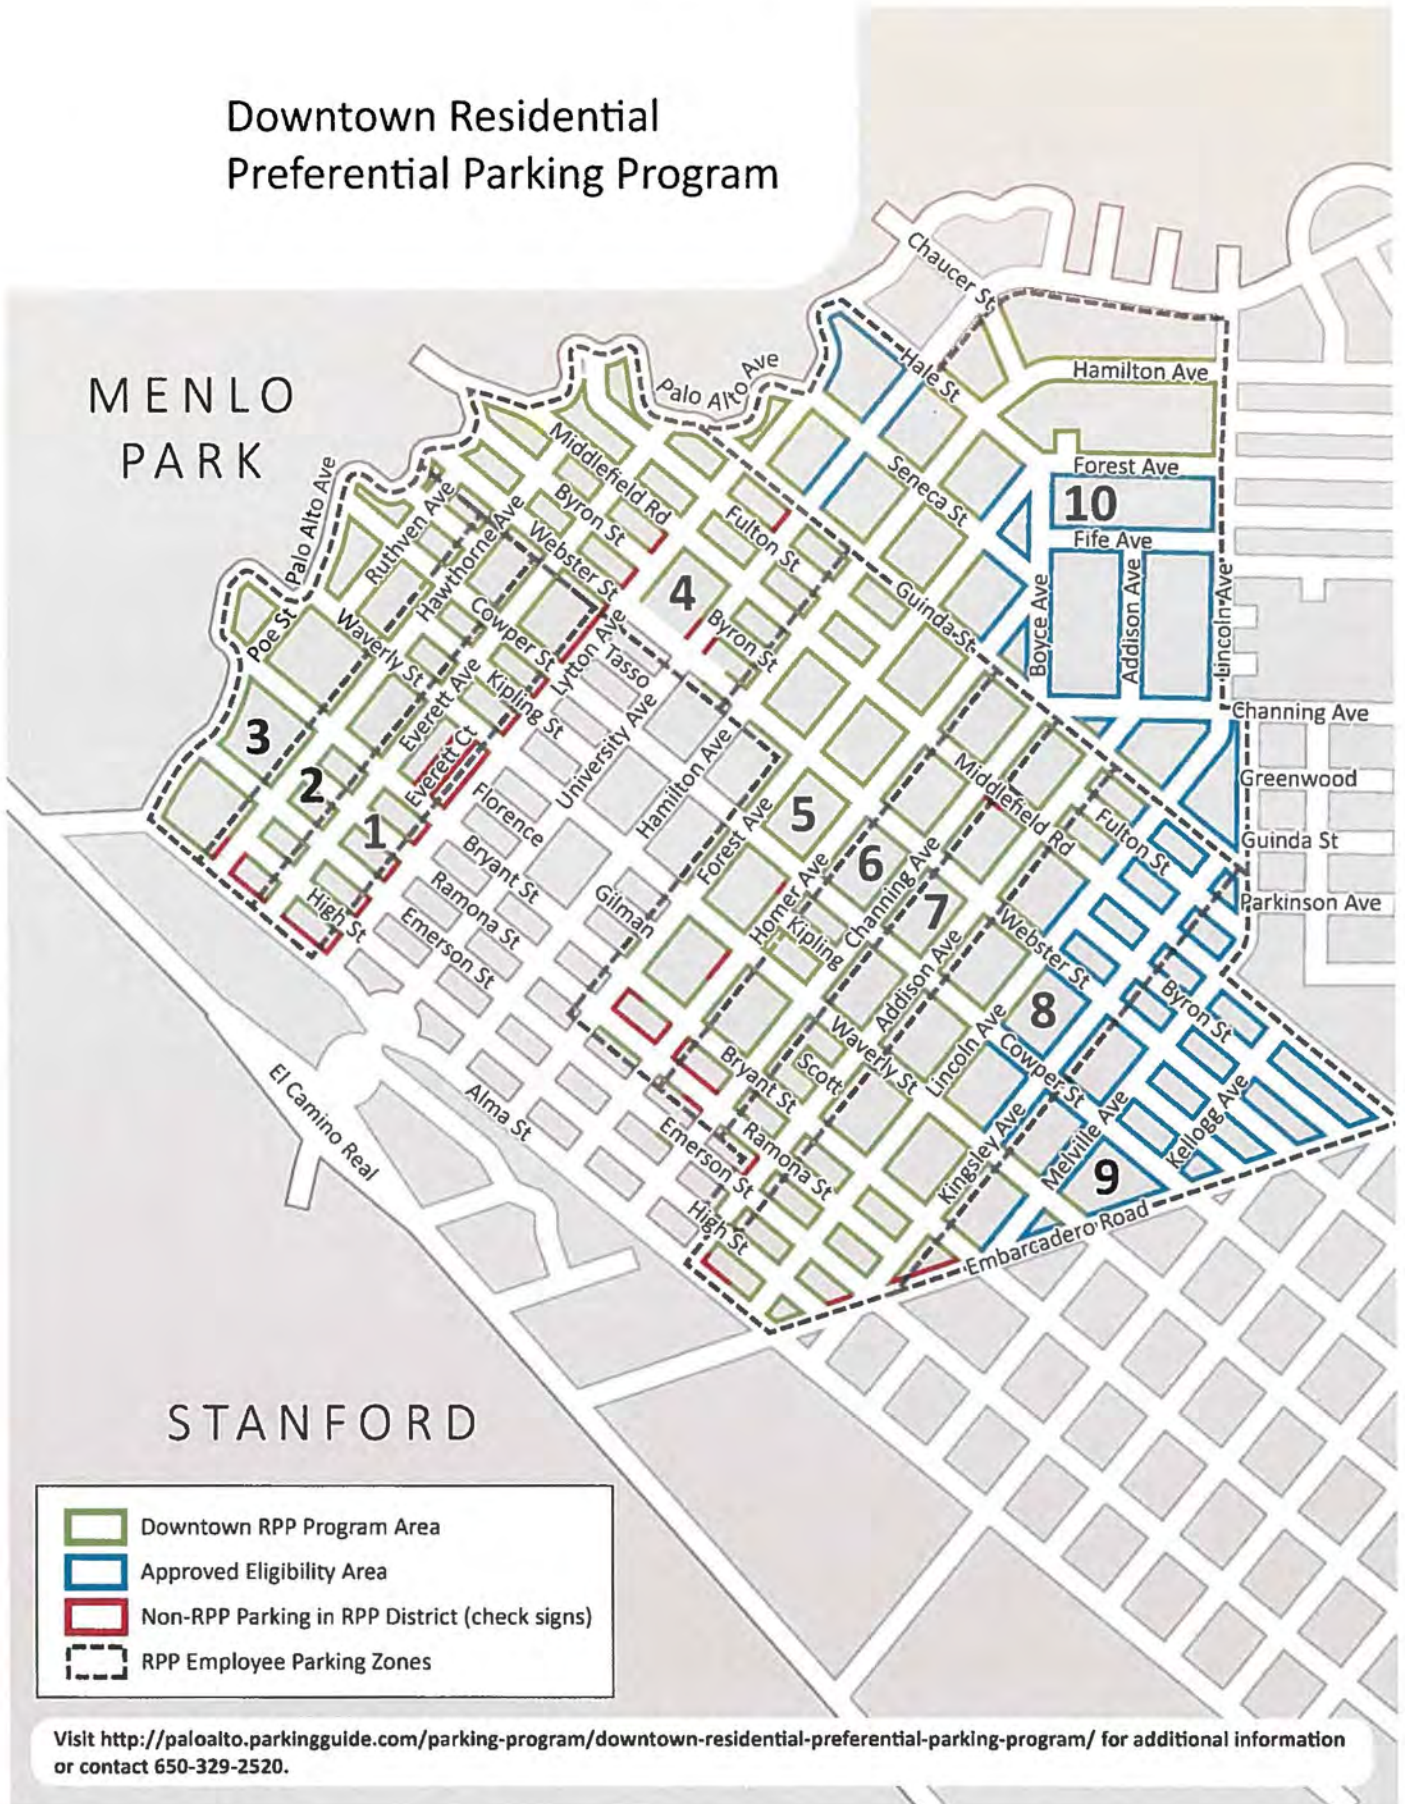 Downtown Residential
Preferential Parking Program
MENLO
PARK
STANFORD
Chaucer St
Hale St
Hamilton Ave
Palo Alto Ave
Forest Ave
10
Fife Ave
Seneca St
Middlefield Rd
Byron St
Webster St
Fulton St
Palo Alto Ave
Ruthven Ave
Hawthorne Ave
4
Guinda St
Boyce Ave
Addison Ave
Lincoln Ave
Poe St
Waverly St
Cowper St
Lytton Ave
Tasso
Byron St
Everett Ave
Kipling St
University Ave
Channing Ave
3
2
1
Everett Ct
Florence
Hamilton Ave
Greenwood
Middlefield Rd
5
Forest Ave
Fulton St
Guinda St
Bryant St
6
Homer Ave
Channing Ave
7
Parkinson Ave
Ramona St
Gilman
Kipling
High St
Emerson St
Addison Ave
Webster St
8
Byron St
Waverly St
Lincoln Ave
Cowper St
Bryant St
Scott
El Camino Real
Alma St
Emerson St
Ramona St
Kingsley Ave
Melville Ave
Kellogg Ave
9
High St
Embarcadero Road
Downtown RPP Program Area
Approved Eligibility Area
Non-RPP Parking in RPP District (check signs)
RPP Employee Parking Zones
Visit http://paloalto.parkingguide.com/parking-program/downtown-residential-preferential-parking-program/ for additional information
or contact 650-329-2520.